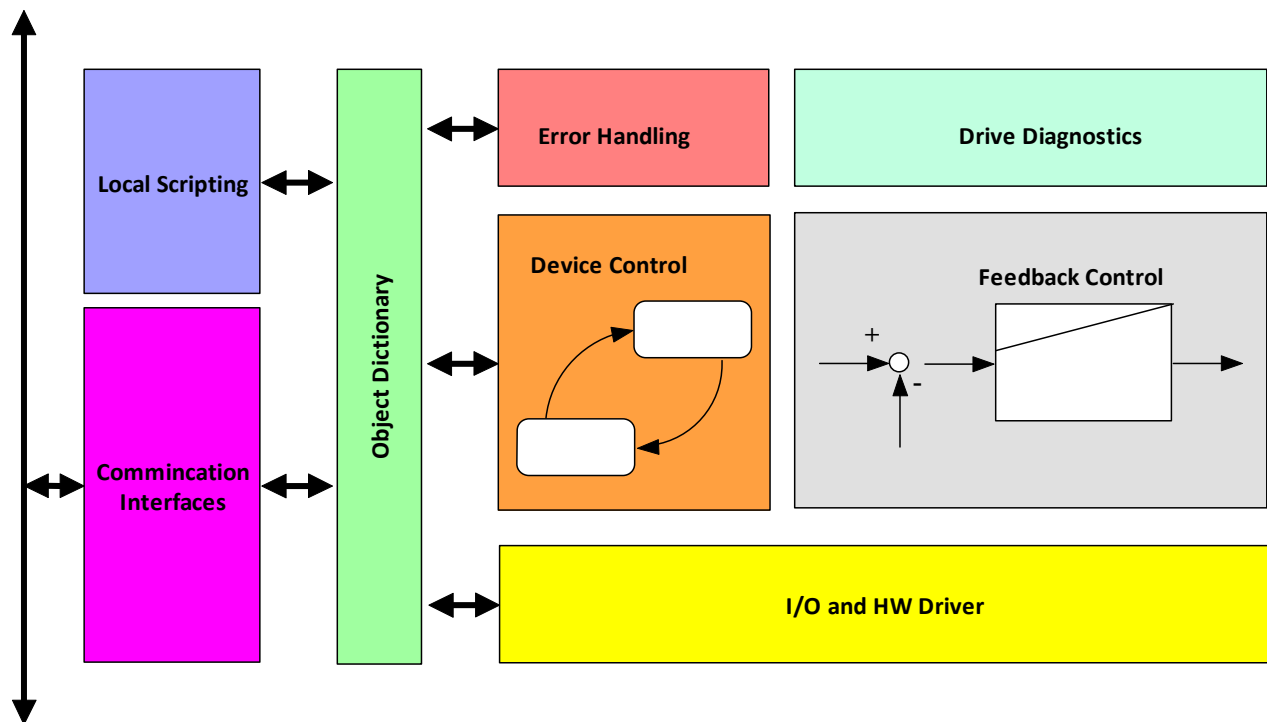 Error Handling
Drive Diagnostics
Local Scripting
Object Dictionary
Device Control
Feedback Control
+
-
Commincation
Interfaces
I/O and HW Driver